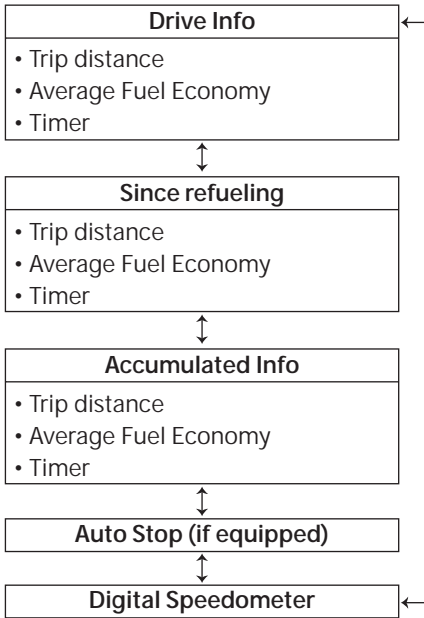 Drive Info
• Trip distance
• Average Fuel Economy
• Timer
Since refueling
• Trip distance
• Average Fuel Economy
• Timer
Accumulated Info
• Trip distance
• Average Fuel Economy
• Timer
Auto Stop (if equipped)
Digital Speedometer